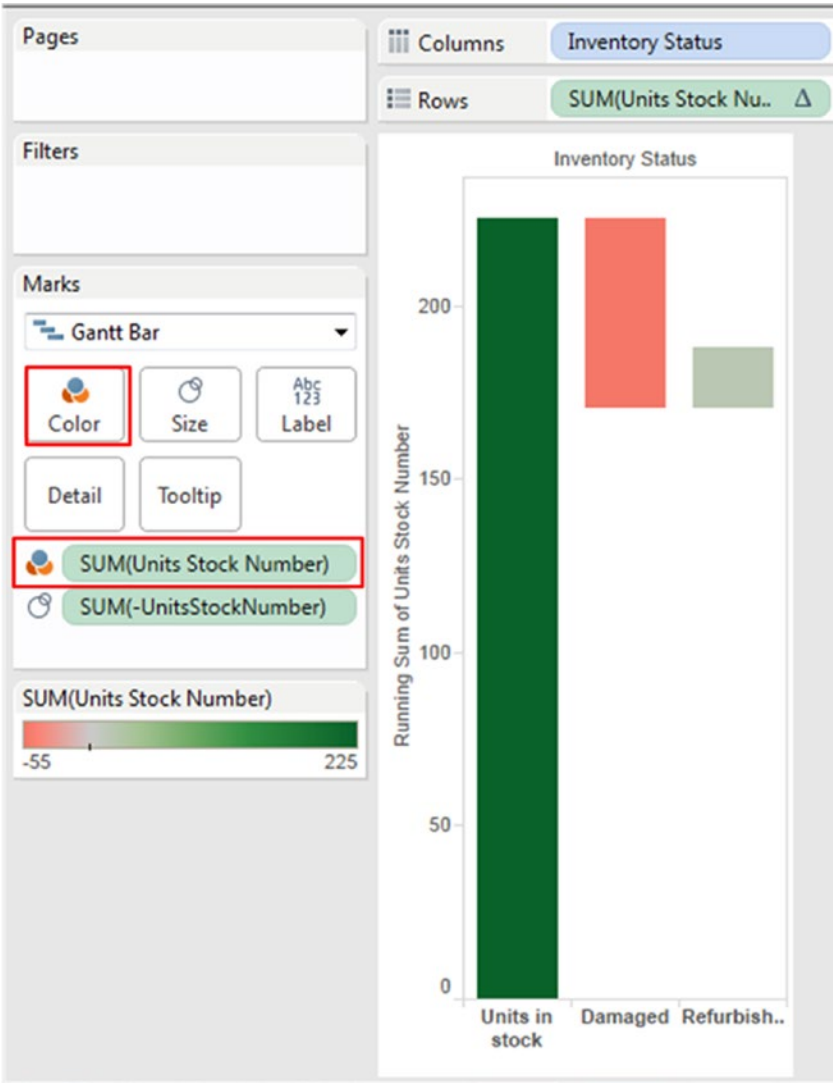 Pages
Columns
Inventory Status
Rows
SUM(Units Stock Nu.. Δ
Filters
Marks
Gantt Bar
Color
Size
Abc
123
Label
Detail
Tooltip
SUM(Units Stock Number)
SUM(-UnitsStockNumber)
SUM(Units Stock Number)
-55
225
Inventory Status
Running Sum of Units Stock Number
200
150
100
50
0
Units in
stock
Damaged
Refurbish..